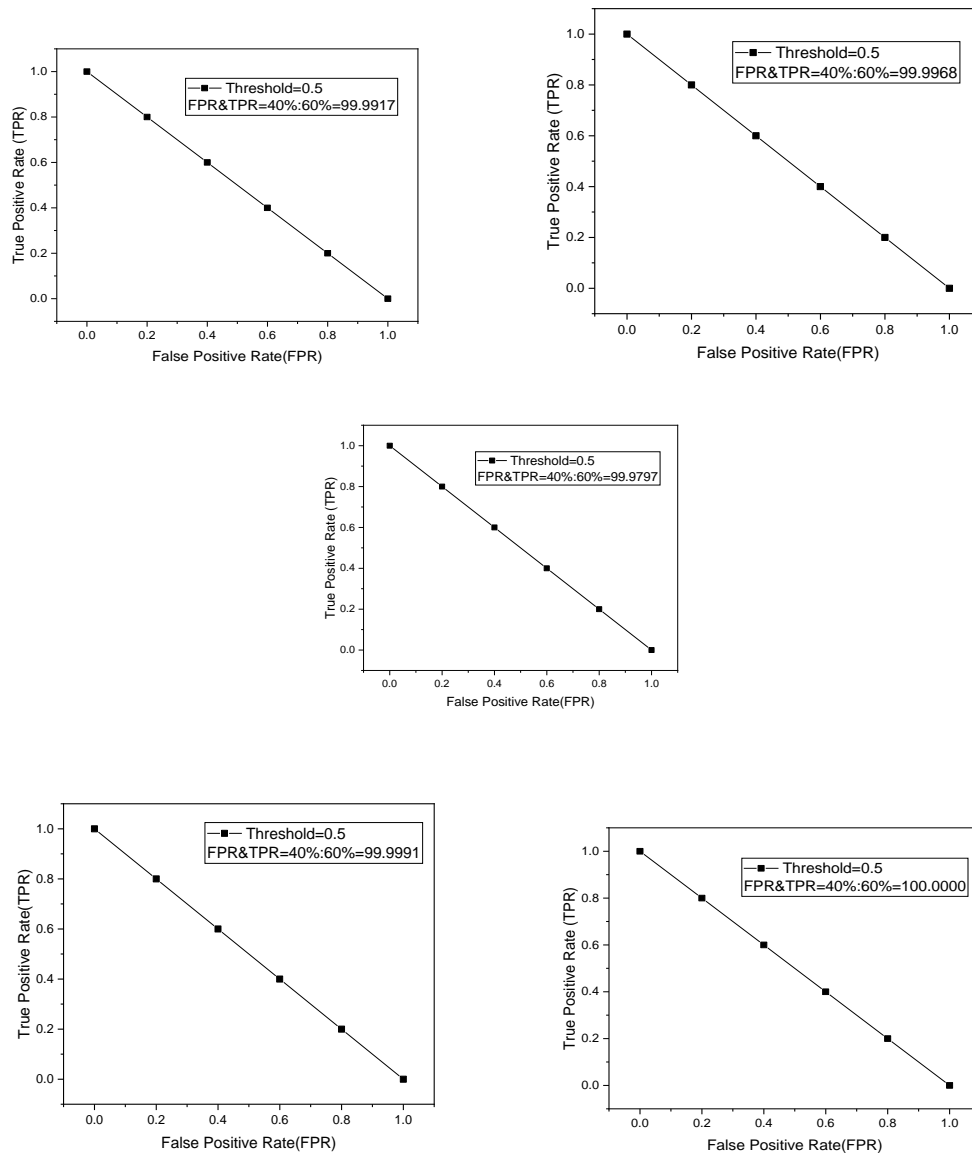 Threshold=0.5
FPR&TPR=40%:60%=99.9917
True Positive Rate (TPR)
1.0
0.8
0.6
0.4
0.2
0.0
0.0 0.2 0.4 0.6 0.8 1.0
False Positive Rate(FPR)
Threshold=0.5
FPR&TPR=40%:60%=99.9968
True Positive Rate (TPR)
1.0
0.8
0.6
0.4
0.2
0.0
0.0 0.2 0.4 0.6 0.8 1.0
False Positive Rate(FPR)
Threshold=0.5
FPR&TPR=40%:60%=99.9797
True Positive Rate (TPR)
1.0
0.8
0.6
0.4
0.2
0.0
0.0 0.2 0.4 0.6 0.8 1.0
False Positive Rate(FPR)
Threshold=0.5
FPR&TPR=40%:60%=99.9991
True Positive Rate(TPR)
1.0
0.8
0.6
0.4
0.2
0.0
0.0 0.2 0.4 0.6 0.8 1.0
False Positive Rate(FPR)
Threshold=0.5
FPR&TPR=40%:60%=100.0000
True Positive Rate (TPR)
1.0
0.8
0.6
0.4
0.2
0.0
0.0 0.2 0.4 0.6 0.8 1.0
False Positive Rate(FPR)